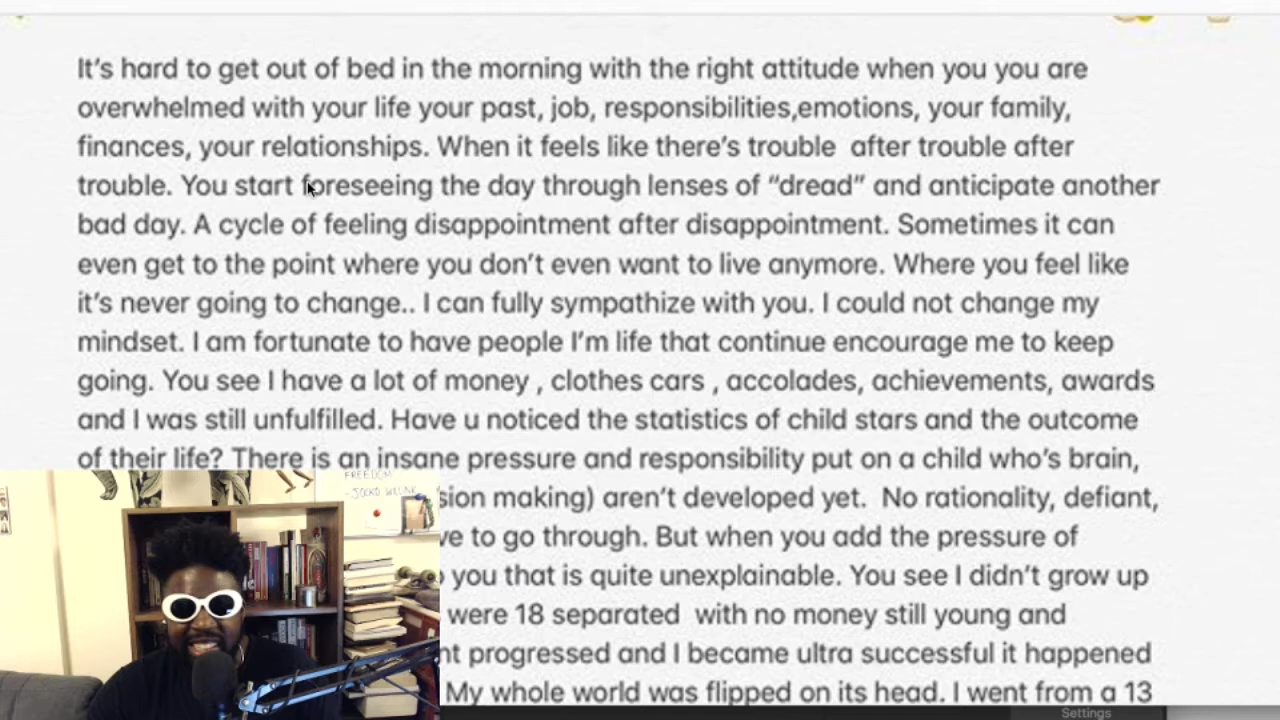 It’s hard to get out of bed in the morning with the right attitude when you you are
overwhelmed with your life your past, job, responsibilities,emotions, your family,
finances, your relationships. When it feels like there’s trouble  after trouble after
trouble. You start foreseeing the day through lenses of “dread” and anticipate another
bad day. A cycle of feeling disappointment after disappointment. Sometimes it can
even get to the point where you don’t even want to live anymore. Where you feel like
it’s never going to change.. I can fully sympathize with you. I could not change my
mindset. I am fortunate to have people I’m life that continue encourage me to keep
going. You see I have a lot of money , clothes cars , accolades, achievements, awards
and I was still unfulfilled. Have u noticed the statistics of child stars and the outcome
of their life? There is an insane pressure and responsibility put on a child who’s brain,
sion making) aren’t developed yet.  No rationality, defiant,
ve to go through. But when you add the pressure of
you that is quite unexplainable. You see I didn’t grow up
were 18 separated  with no money still young and
nt progressed and I became ultra successful it happened
My whole world was flipped on its head. I went from a 13
FREEDOM
- JOCKO WILLINK
Settings